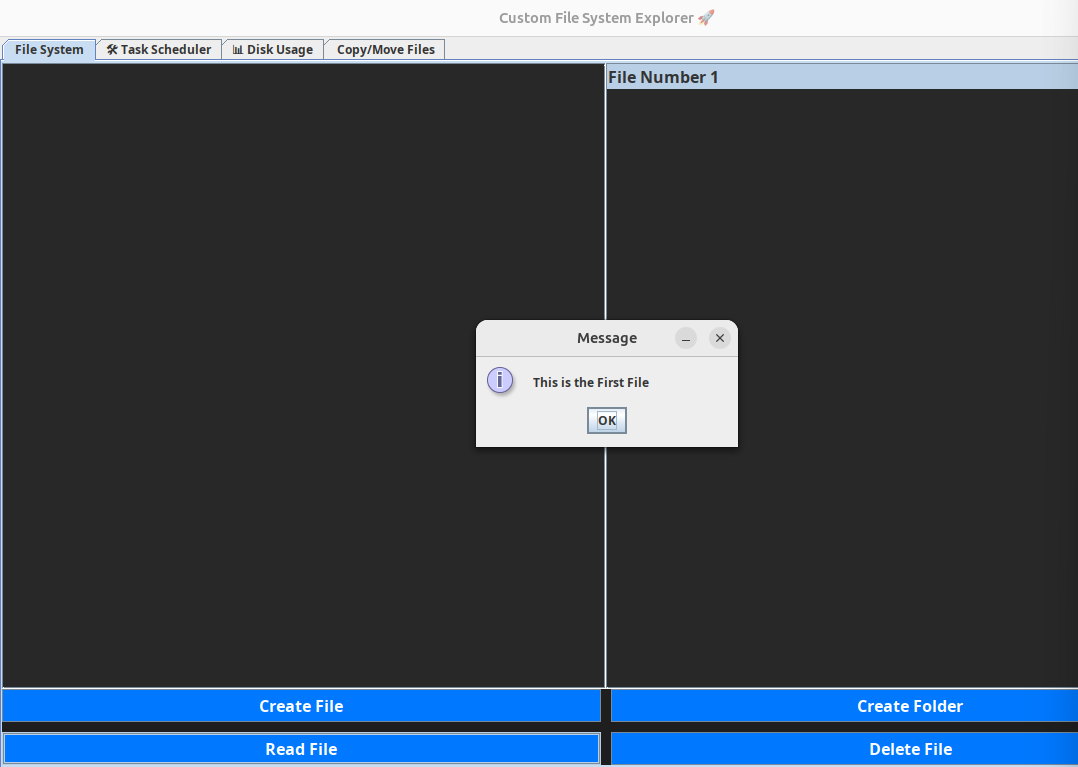 Custom File System Explorer 🚀
File System
🛠 Task Scheduler
📊 Disk Usage
Copy/Move Files
File Number 1
Message
This is the First File
OK
Create File
Create Folder
Read File
Delete File